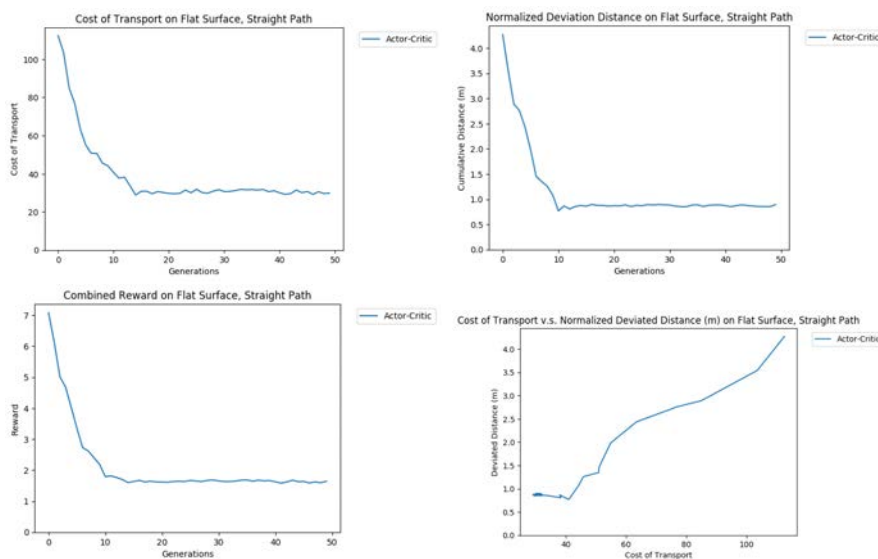 Cost of Transport on Flat Surface, Straight Path
Actor-Critic
Cost of Transport
100
80
60
40
20
0
0 10 20 30 40 50
Generations
Normalized Deviation Distance on Flat Surface, Straight Path
Actor-Critic
Cumulative Distance (m)
4.0
3.5
3.0
2.5
2.0
1.5
1.0
0.5
0.0
0 10 20 30 40 50
Generations
Combined Reward on Flat Surface, Straight Path
Actor-Critic
Reward
7
6
5
4
3
2
1
0
0 10 20 30 40 50
Generations
Cost of Transport v.s. Normalized Deviated Distance (m) on Flat Surface, Straight Path
Actor-Critic
Deviated Distance (m)
4.0
3.5
3.0
2.5
2.0
1.5
1.0
0.5
0.0
40 60 80 100
Cost of Transport